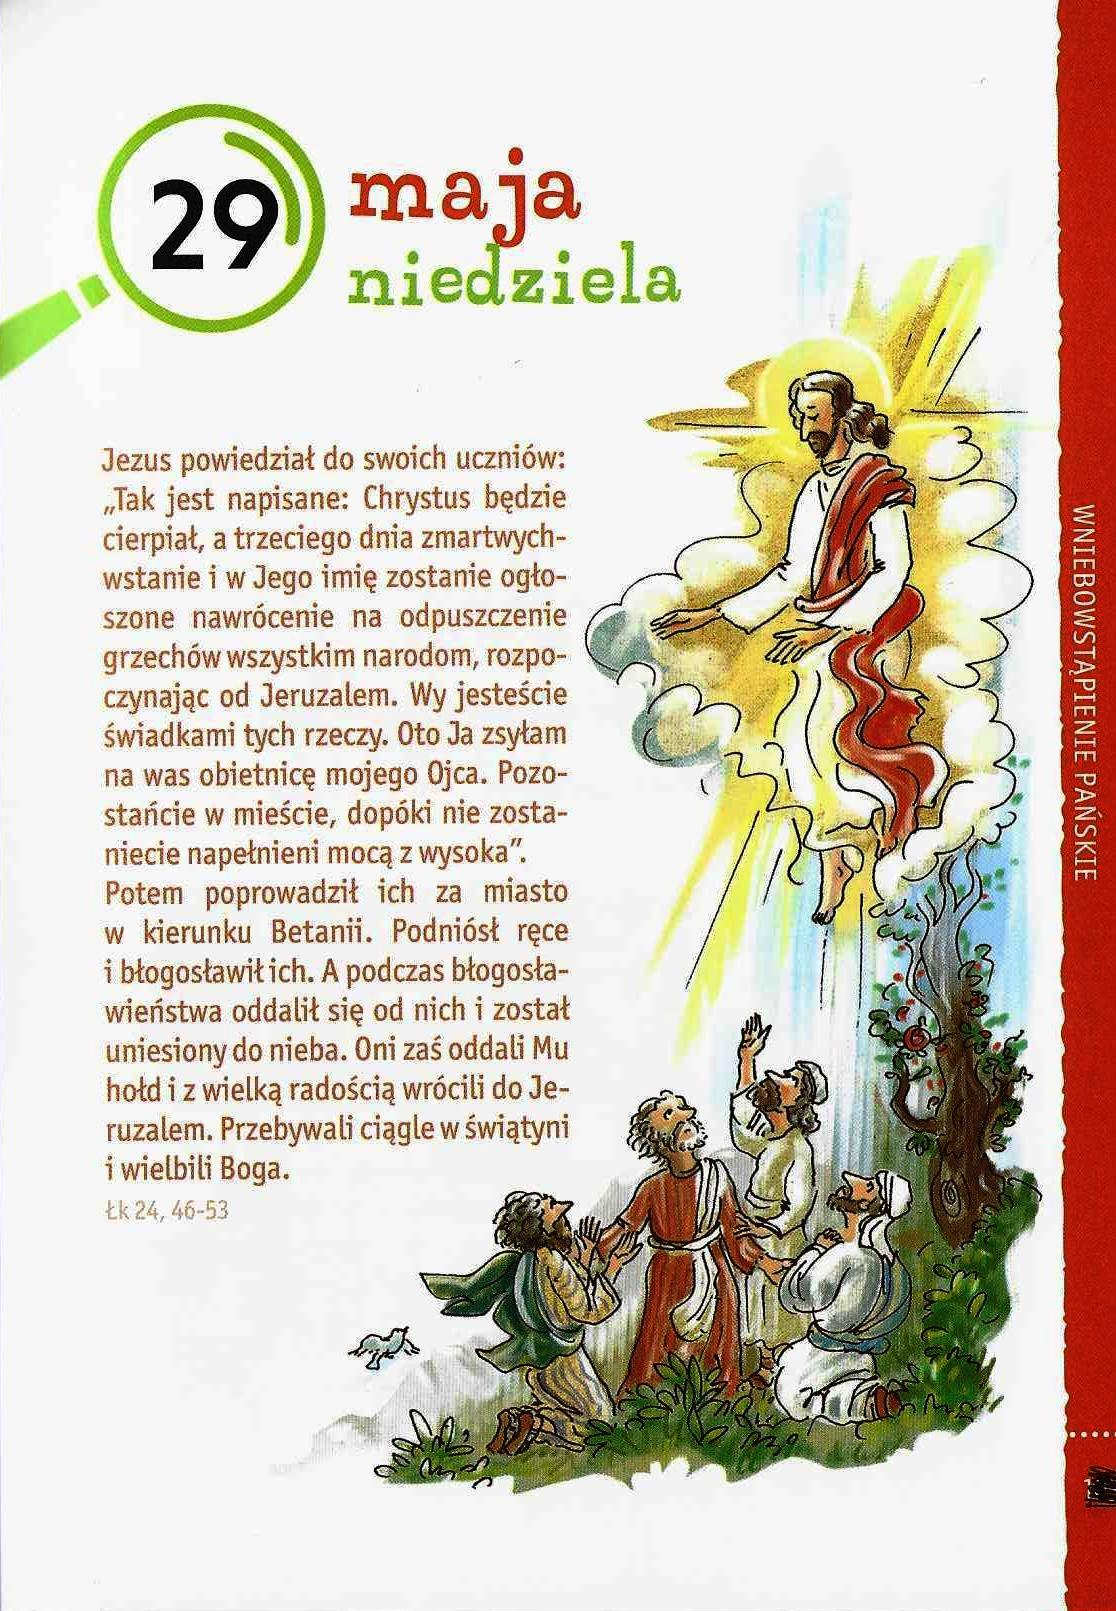 29
maja
niedziela
Jezus powiedział do swoich uczniów:
„Tak jest napisane: Chrystus będzie
cierpiał, a trzeciego dnia zmartwych-
wstanie i w Jego imię zostanie ogło-
szone nawrócenie na odpuszczenie
grzechów wszystkim narodom, rozpo-
czynając od Jeruzalem. Wy jesteście
świadkami tych rzeczy. Oto Ja zsyłam
na was obietnicę mojego Ojca. Pozo-
stańcie w mieście, dopóki nie zosta-
niecie napełnieni mocą z wysoka”.
Potem poprowadził ich za miasto
w kierunku Betanii. Podniósł ręce
i błogosławił ich. A podczas błogosła-
wieństwa oddalił się od nich i został
uniesiony do nieba. Oni zaś oddali Mu
hołd i z wielką radością wrócili do Je-
ruzalem. Przebywali ciągle w świątyni
i wielbili Boga.
Łk 24, 46-53
WNIEBOWSTĄPIENIE PAŃSKIE